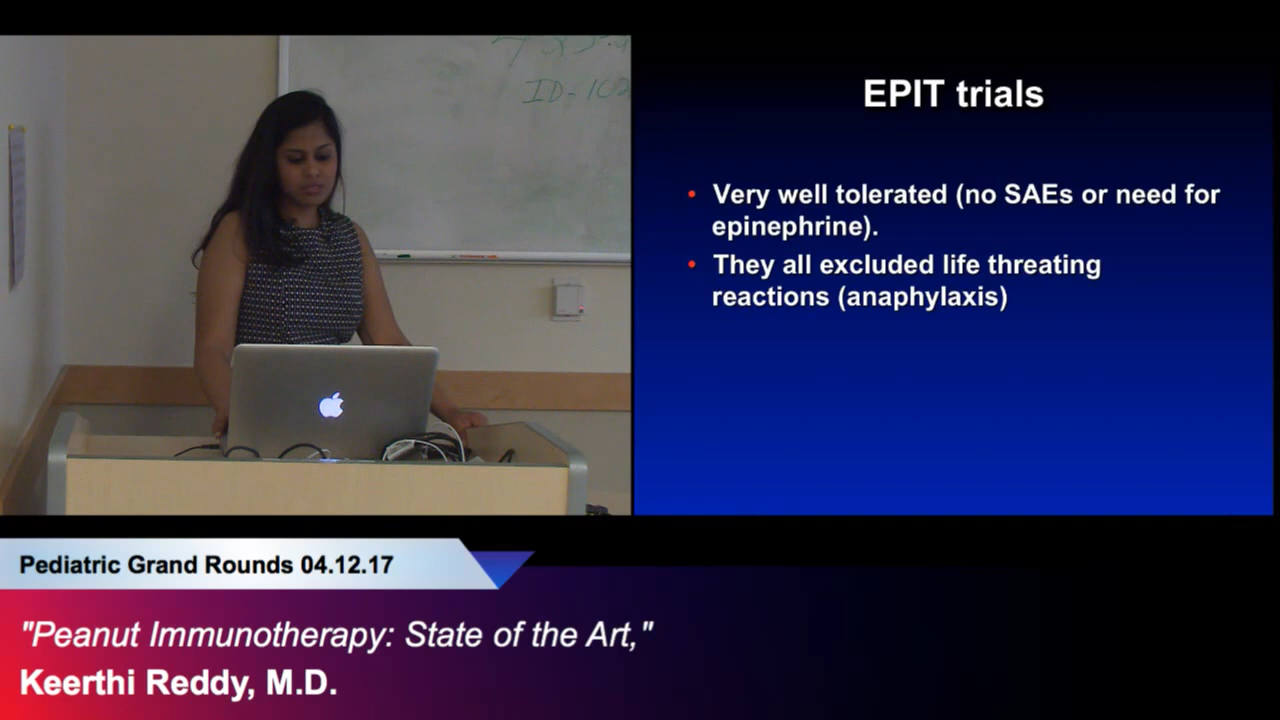 ID-
EPIT trials
• Very well tolerated (no SAEs or need for
epinephrine).
• They all excluded life threating
reactions (anaphylaxis)
Pediatric Grand Rounds 04.12.17
"Peanut Immunotherapy: State of the Art,"
Keerthi Reddy, M.D.